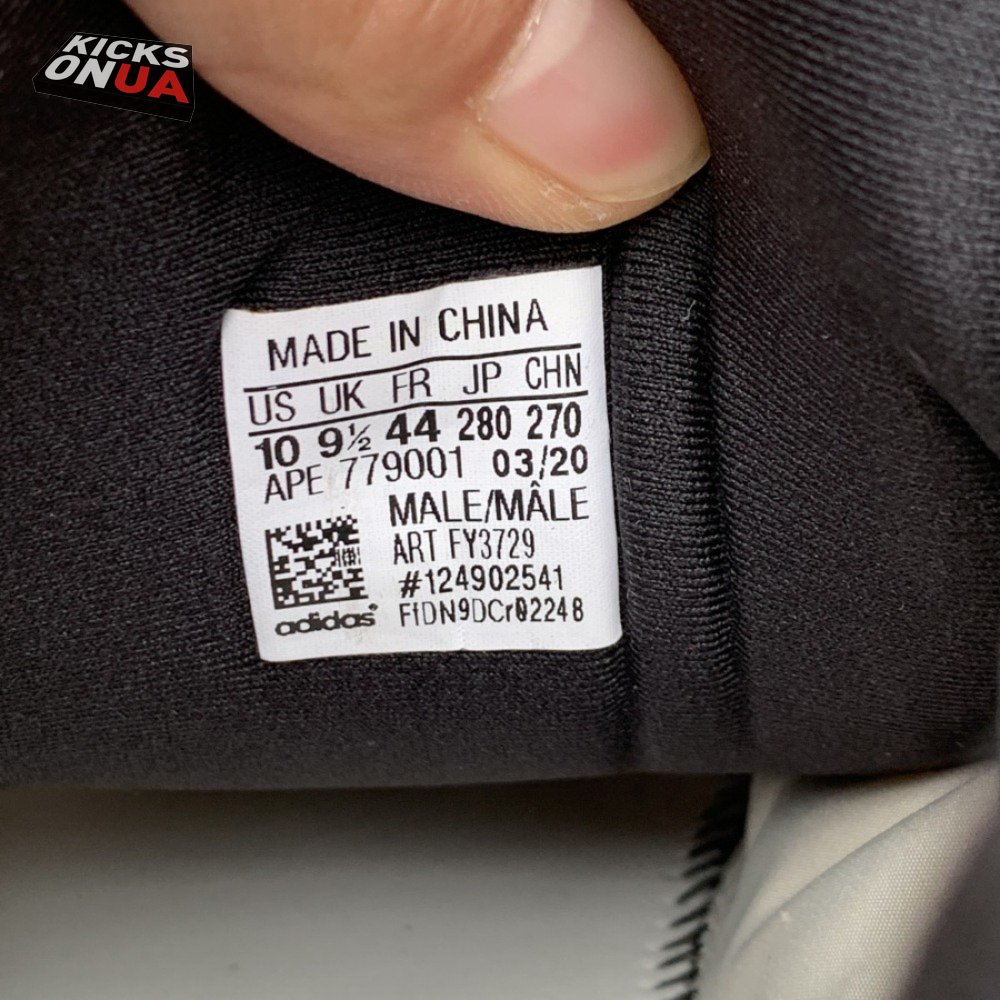 KICKS
ONUA
MADE IN CHINA
US UK FR JP CHN
10 9½ 44 280 270
APE 779001 03/20
MALE/MÂLE
ART FY3729
#124902541
adidas